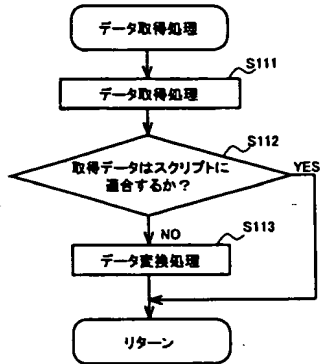 データ取得処理
S111
データ取得処理
S112
取得データはスクリプトに
適合するか?
YES
NO
S113
データ変換処理
リターン